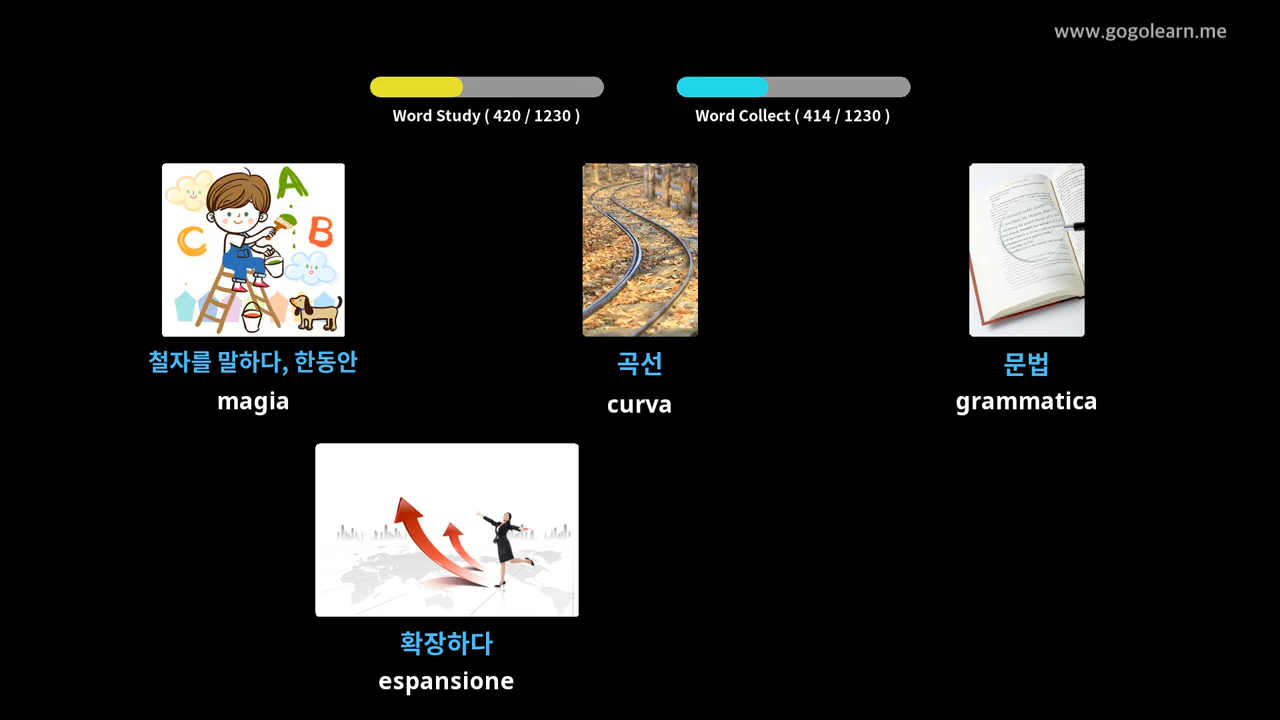 www.gogolearn.me
Word Study ( 420 / 1230 )
Word Collect ( 414 / 1230 )
A
B
C
철자를 말하다, 한동안
magia
곡선
curva
문법
grammatica
확장하다
espansione